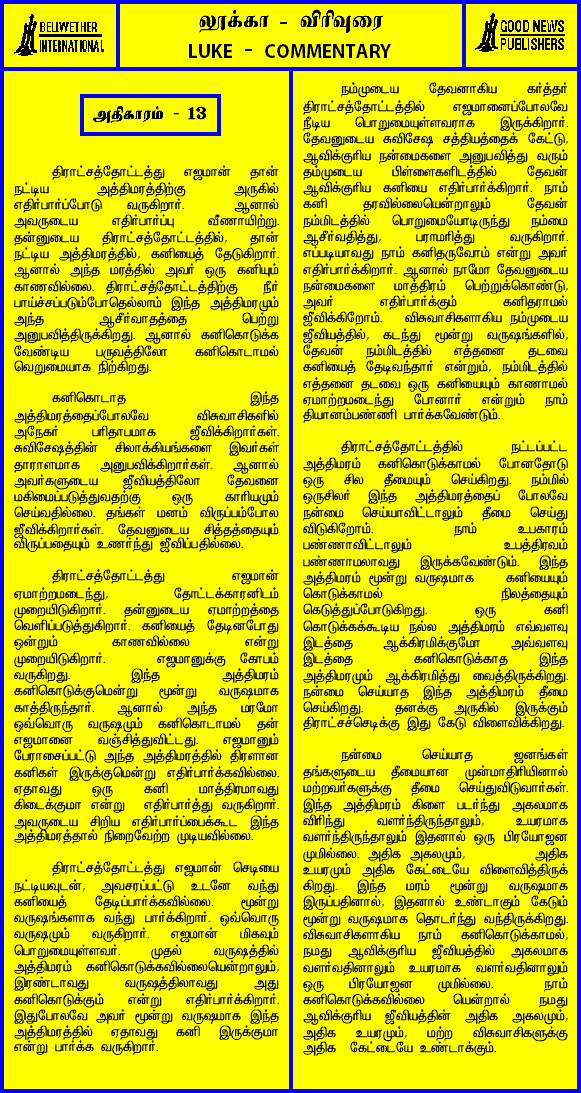 BELLWETHER
INTERNATIONAL
லூக்கா - விரிவுரை
LUKE - COMMENTARY
GOOD NEWS
PUBLISHERS
அதிகாரம் - 13
திராட்சத்தோட்டத்து எஜமான் தான்
நட்டிய அத்திமரத்திற்கு அருகில்
எதிர்பார்ப்போடு வருகிறார். ஆனால்
அவருடைய எதிர்பார்ப்பு வீணாயிற்று.
தன்னுடைய திராட்சத்தோட்டத்தில், தான்
நட்டிய அத்திமரத்தில், கனியைத் தேடுகிறார்.
ஆனால் அந்த மரத்தில் அவர் ஒரு கனியும்
காணவில்லை. திராட்சத்தோட்டத்திற்கு நீர்
பாய்ச்சப்படும்போதெல்லாம் இந்த அத்திமரமும்
அந்த ஆசீர்வாதத்தை பெற்று
அனுபவித்திருக்கிறது. ஆனால் கனிகொடுக்க
வேண்டிய பருவத்திலோ கனிகொடாமல்
வெறுமையாக நிற்கிறது.
கனிகொடாத இந்த
அத்திமரத்தைப்போலவே விசுவாசிகளில்
அநேகர் பரிதாபமாக ஜீவிக்கிறார்கள்.
சுவிசேஷத்தின் சிலாக்கியங்களை இவர்கள்
தாராளமாக அனுபவிக்கிறார்கள். ஆனால்
அவர்களுடைய ஜீவியத்திலோ தேவனை
மகிமைப்படுத்துவதற்கு ஒரு காரியமும்
செய்வதில்லை. தங்கள் மனம் விருப்பம்போல
ஜீவிக்கிறார்கள். தேவனுடைய சித்தத்தையும்
விருப்பதையும் உணர்ந்து ஜீவிப்பதில்லை.
திராட்சத்தோட்டத்து எஜமான்
ஏமாற்றமடைந்து, தோட்டக்காரனிடம்
முறையிடுகிறார். தன்னுடைய ஏமாற்றத்தை
வெளிப்படுத்துகிறார். கனியைத் தேடினபோது
ஒன்றும் காணவில்லை என்று
முறையிடுகிறார். எஜமானுக்கு கோபம்
வருகிறது. இந்த அத்திமரம்
கனிகொடுக்குமென்று மூன்று வருஷமாக
காத்திருந்தார். ஆனால் அந்த மரமோ
ஒவ்வொரு வருஷமும் கனிகொடாமல் தன்
எஜமானை வஞ்சித்துவிட்டது. எஜமானும்
பேராசைப்பட்டு அந்த அத்திமரத்தில் திரளான
கனிகள் இருக்குமென்று எதிர்பார்க்கவில்லை.
ஏதாவது ஒரு கனி மாத்திரமாவது
கிடைக்குமா என்று எதிர்பார்த்து வருகிறார்.
அவருடைய சிறிய எதிர்ப்பார்ப்பைக்கூட இந்த
அத்திமரத்தால் நிறைவேற்ற முடியவில்லை.
திராட்சத்தோட்டத்து எஜமான் செடியை
நட்டியவுடன், அவசரப்பட்டு உடனே வந்து
கனியைத் தேடிப்பார்க்கவில்லை. மூன்று
வருஷங்களாக வந்து பார்க்கிறார். ஒவ்வொரு
வருஷமும் வருகிறார். எஜமான் மிகவும்
பொறுமையுள்ளவர். முதல் வருஷத்தில்
அத்திமரம் கனிகொடுக்கவில்லையென்றாலும்,
இரண்டாவது வருஷத்திலாவது அது
கனிகொடுக்கும் என்று எதிர்பார்க்கிறார்.
இதுபோலவே அவர் மூன்று வருஷமாக இந்த
அத்திமரத்தில் ஏதாவது கனி இருக்குமா
என்று பார்க்க வருகிறார்.
நம்முடைய தேவனாகிய கர்த்தர்
திராட்சத்தோட்டத்தில் எஜமானைப்போலவே
நீடிய பொறுமையுள்ளவராக இருக்கிறார்.
தேவனுடைய சுவிசேஷ சத்தியத்தைக் கேட்டு,
ஆவிக்குரிய நன்மைகளை அனுபவித்து வரும்
தம்முடைய பிள்ளைகளிடத்தில் தேவன்
ஆவிக்குரிய கனியை எதிர்பார்க்கிறார். நாம்
கனி தரவில்லையென்றாலும் தேவன்
நம்மிடத்தில் பொறுமையோடிருந்து நம்மை
ஆசீர்வதித்து, பராமரித்து வருகிறார்.
எப்படியாவது நாம் கனிதருவோம் என்று அவர்
எதிர்பார்க்கிறார். ஆனால் நாமோ தேவனுடைய
நன்மைகளை மாத்திரம் பெற்றுக்கொண்டு,
அவர் எதிர்பார்க்கும் கனிதராமல்
ஜீவிக்கிறோம். விசுவாசிகளாகிய நம்முடைய
ஜீவியத்தில், கடந்து மூன்று வருஷங்களில்,
தேவன் நம்மிடத்தில் எத்தனை தடவை
கனியைத் தேடிவந்தார் என்றும், நம்மிடத்தில்
எத்தனை தடவை ஒரு கனியையும் காணாமல்
ஏமாற்றமடைந்து போனார் என்றும் நாம்
தியானம்பண்ணி பார்க்கவேண்டும்.
திராட்சத்தோட்டத்தில் நட்டப்பட்ட
அத்திமரம் கனிகொடுக்காமல் போனதோடு
ஒரு சில தீமையும் செய்கிறது. நம்மில்
ஒருசிலர் இந்த அத்திமரத்தைப் போலவே
நன்மை செய்யாவிட்டாலும் தீமை செய்து
விடுகிறோம். நாம் உபகாரம்
பண்ணாவிட்டாலும் உபத்திரவம்
பண்ணாமலாவது இருக்கவேண்டும். இந்த
அத்திமரம் மூன்று வருஷமாக கனியையும்
கொடுக்காமல் நிலத்தையும்
கெடுத்துப்போடுகிறது. ஒரு கனி
கொடுக்கக்கூடிய நல்ல அத்திமரம் எவ்வளவு
இடத்தை ஆக்கிரமிக்குமோ அவ்வளவு
இடத்தை கனிகொடுக்காத இந்த
அத்திமரமும் ஆக்கிரமித்து வைத்திருக்கிறது.
நன்மை செய்யாத இந்த அத்திமரம் தீமை
செய்கிறது. தனக்கு அருகில் இருக்கும்
திராட்சச்செடிக்கு இது கேடு விளைவிக்கிறது.
நன்மை செய்யாத ஜனங்கள்
தங்களுடைய தீமையான முன்மாதிரியினால்
மற்றவர்களுக்கு தீமை செய்துவிடுவார்கள்.
இந்த அத்திமரம் கிளை படர்ந்து அகலமாக
விரிந்து வளர்ந்திருந்தாலும், உயரமாக
வளர்ந்திருந்தாலும் இதனால் ஒரு பிரயோஜன
முமில்லை. அதிக அகலமும், அதிக
உயரமும் அதிக கேட்டையே விளைவித்திருக்
கிறது. இந்த மரம் மூன்று வருஷமாக
இருப்பதினால், இதனால் உண்டாகும் கேடும்
மூன்று வருஷமாக தொடர்ந்து வந்திருக்கிறது.
விசுவாசிகளாகிய நாம் கனிகொடுக்காமல்,
நமது ஆவிக்குரிய ஜீவியத்தில் அகலமாக
வளர்வதினாலும் உயரமாக வளர்வதினாலும்
ஒரு பிரயோஜன முமில்லை. நாம்
கனிகொடுக்கவில்லை யென்றால் நமது
ஆவிக்குரிய ஜீவியத்தின் அதிக அகலமும்,
அதிக உயரமும், மற்ற விசுவாசிகளுக்கு
அதிக கேட்டையே உண்டாக்கும்.